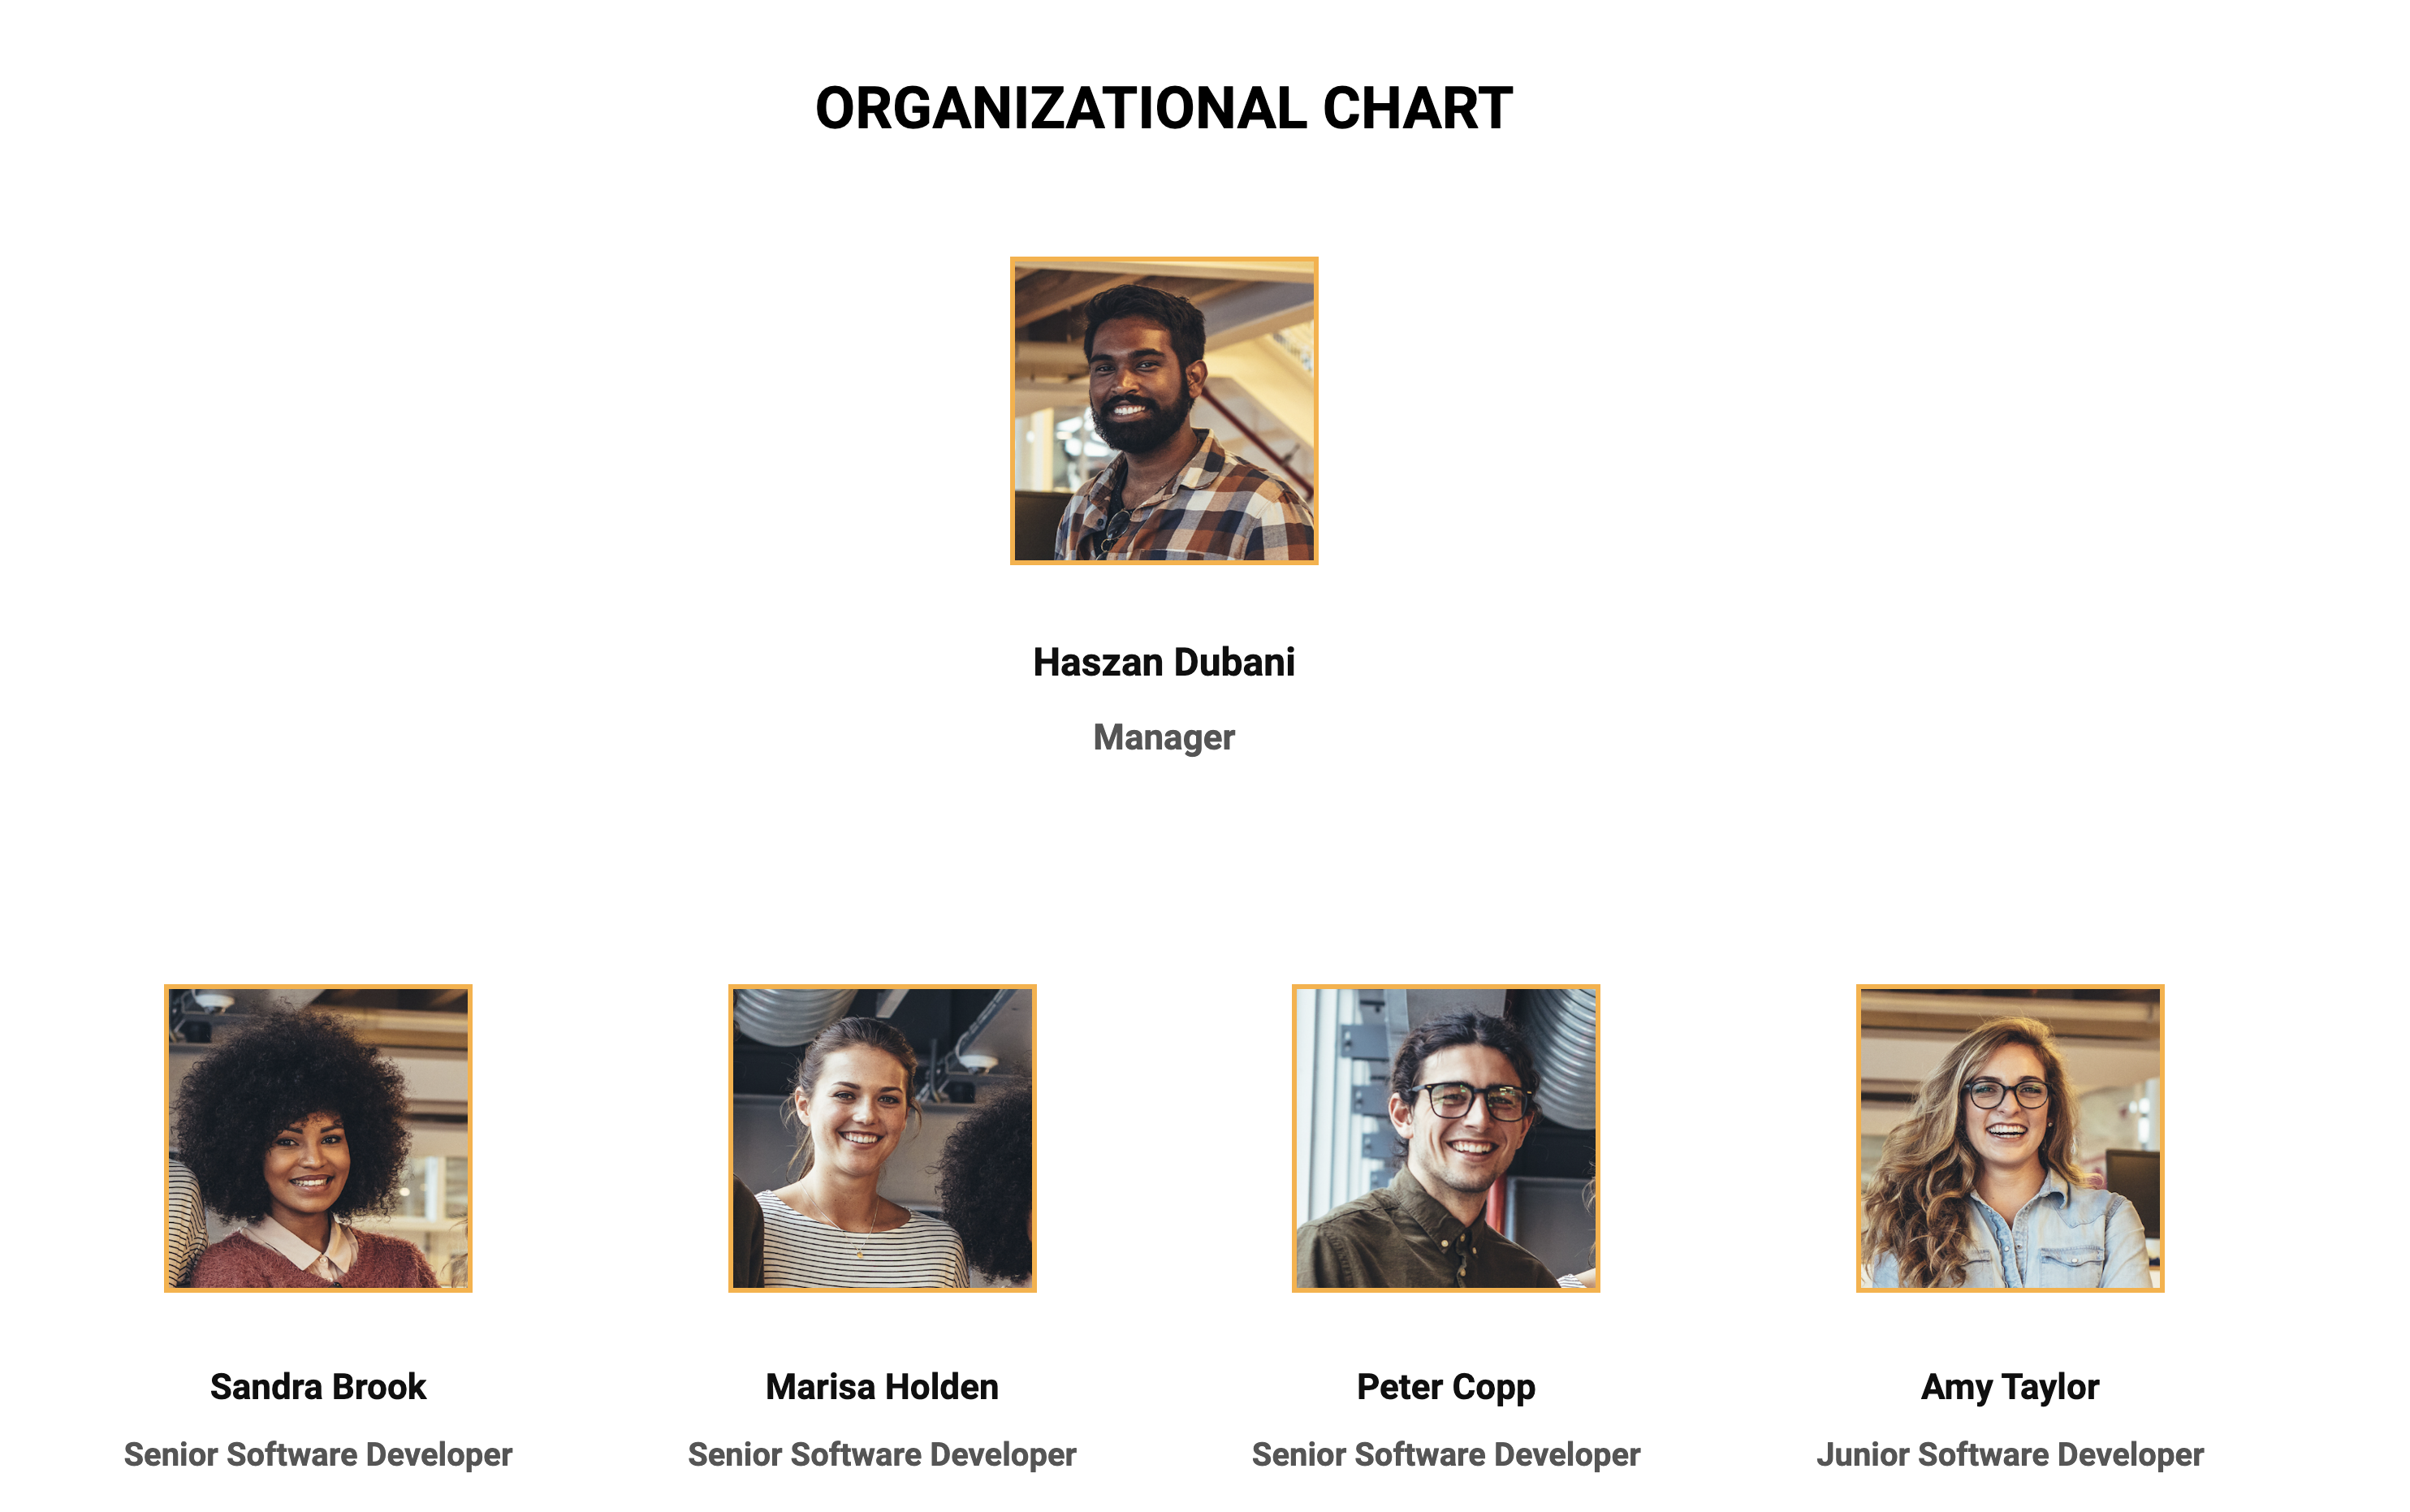 ORGANIZATIONAL CHART
Haszan Dubani
Manager
Sandra Brook
Senior Software Developer
Marisa Holden
Senior Software Developer
Peter Copp
Senior Software Developer
Amy Taylor
Junior Software Developer